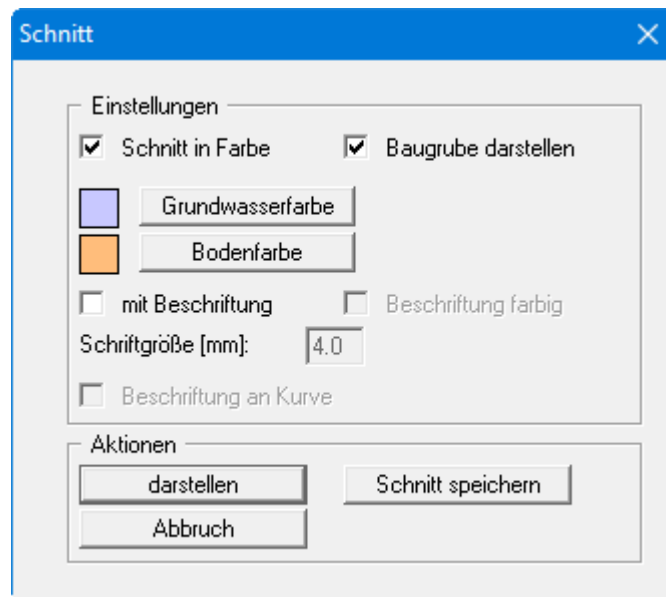 Schnitt
Einstellungen
Schnitt in Farbe Baugrube darstellen
Grundwasserfarbe
Bodenfarbe
mit Beschriftung Beschriftung farbig
Schriftgröße [mm]: 4.0
Beschriftung an Kurve
Aktionen
darstellen Schnitt speichern
Abbruch